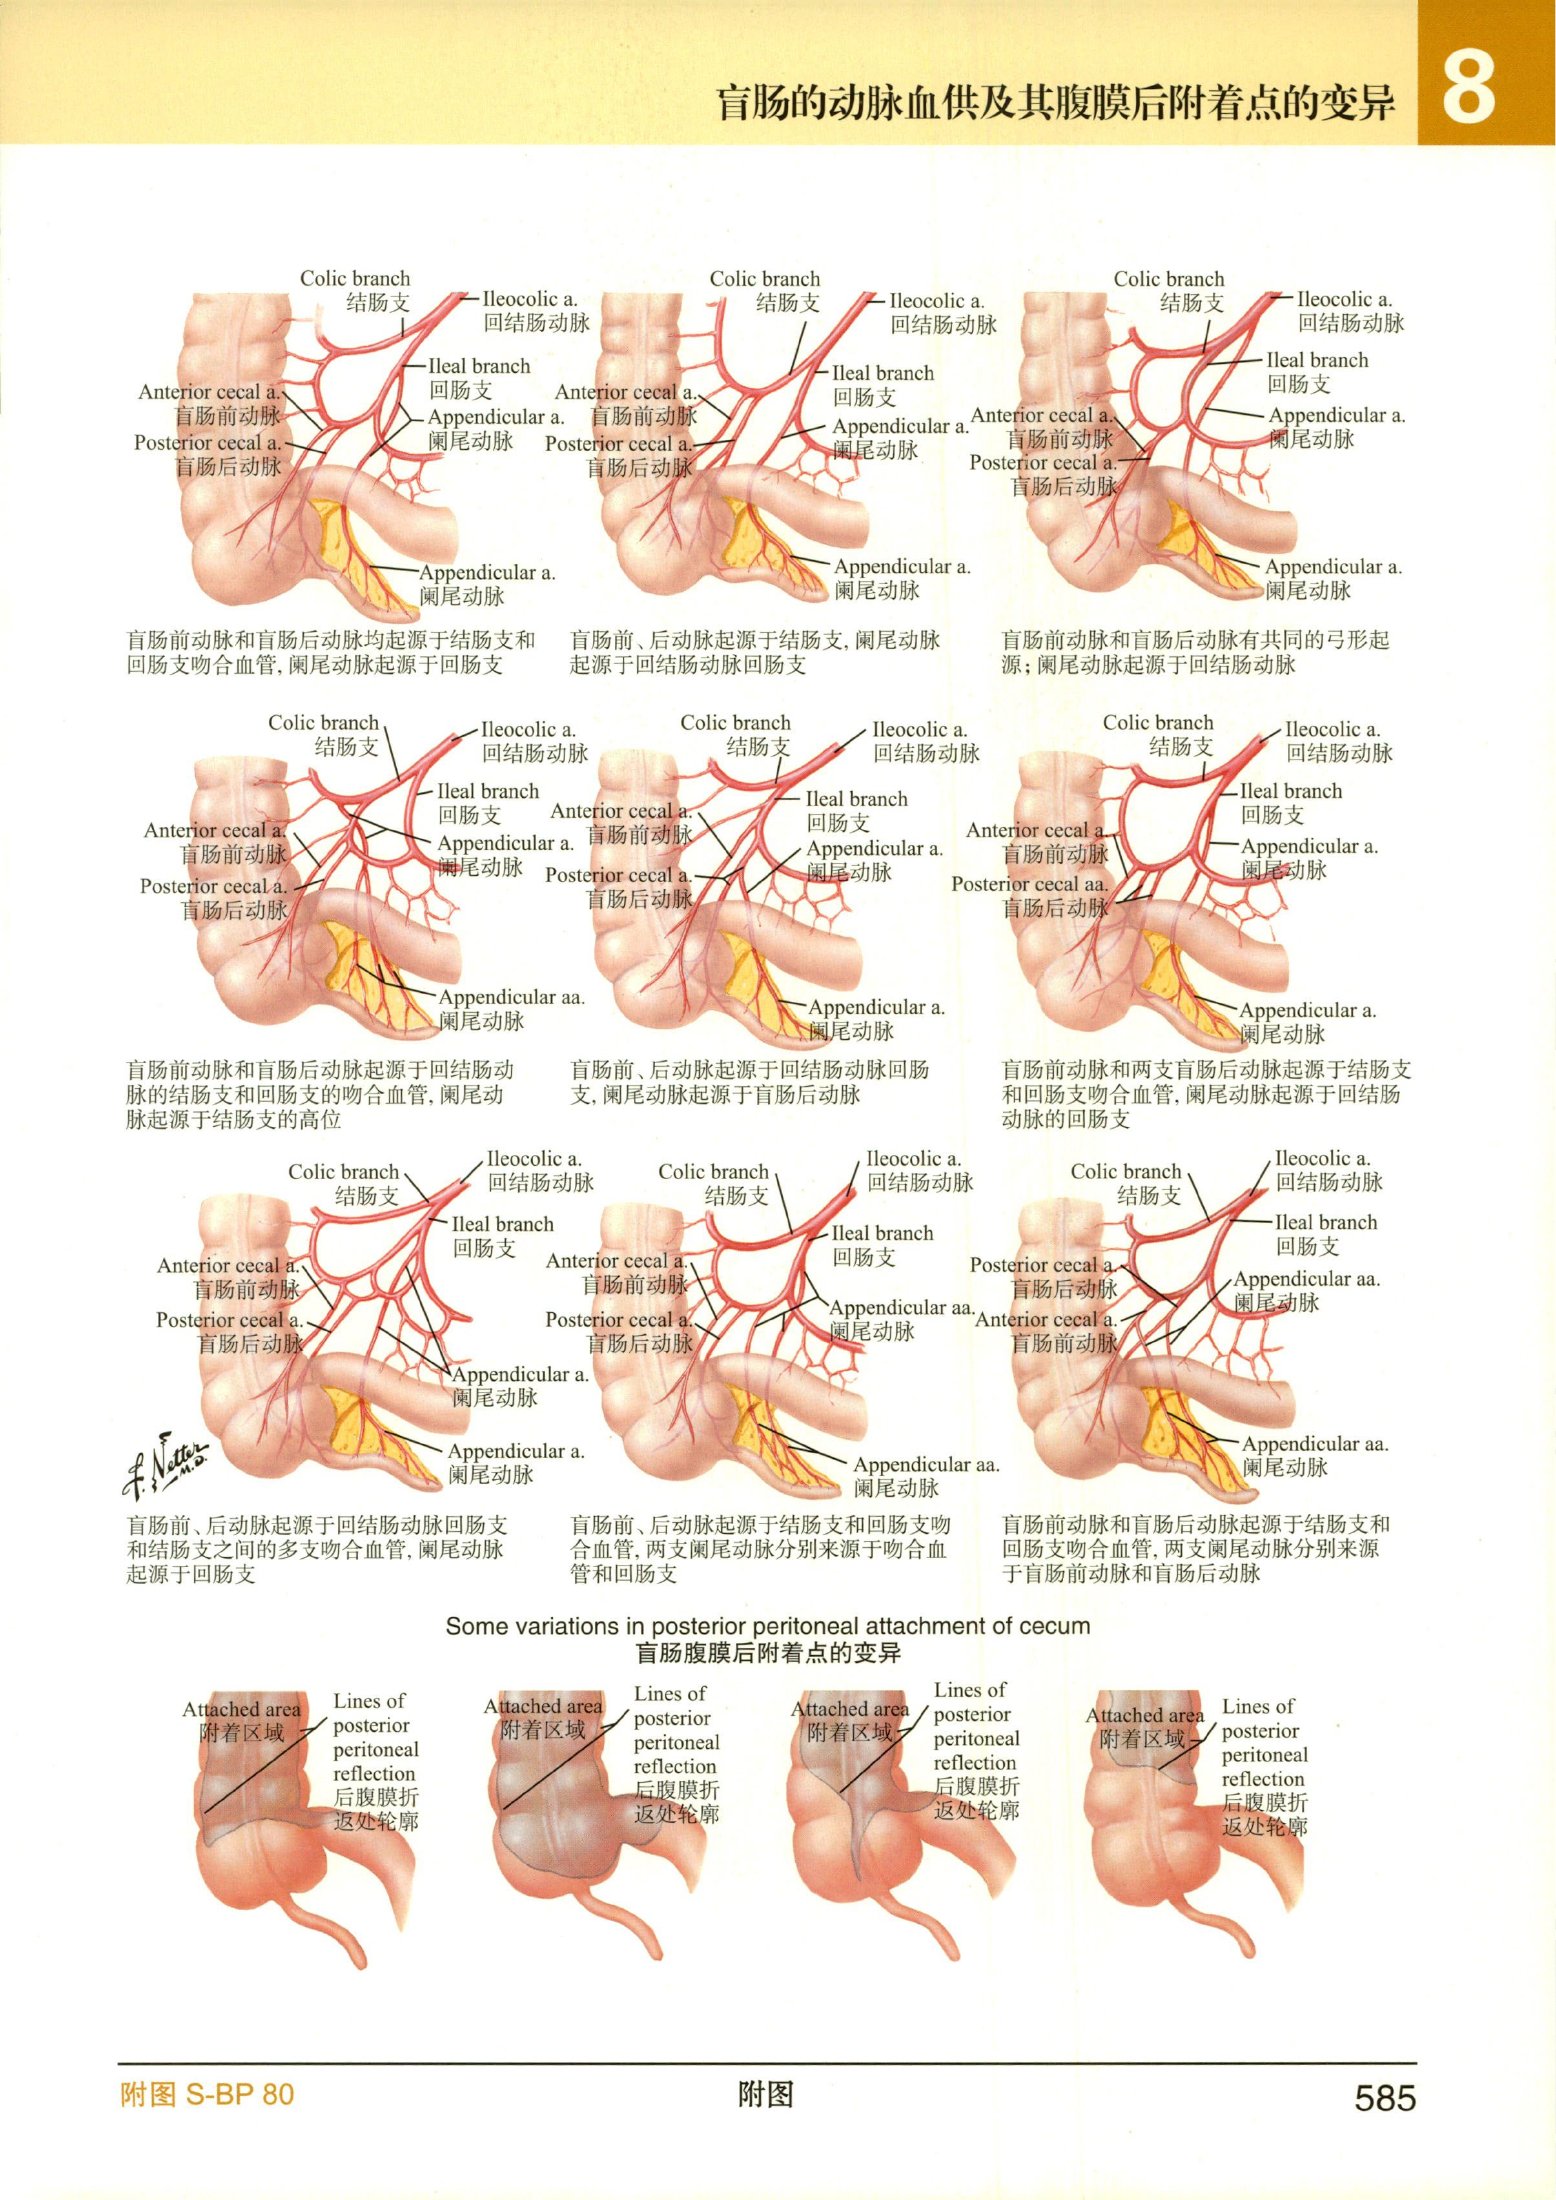 盲肠的动脉血供及其腹膜后附着点的变异
8
Colic branch
结肠支
Ileocolic a.
回结肠动脉
Ileal branch
回肠支
Anterior cecal a.
盲肠前动脉
Appendicular a.
阑尾动脉
Posterior cecal a.
盲肠后动脉
Appendicular a.
阑尾动脉
盲肠前动脉和盲肠后动脉均起源于结肠支和
回肠支吻合血管, 阑尾动脉起源于回肠支
Colic branch
结肠支
Ileocolic a.
回结肠动脉
Ileal branch
回肠支
Anterior cecal a.
盲肠前动脉
Appendicular a.
阑尾动脉
Posterior cecal a.
盲肠后动脉
Appendicular a.
阑尾动脉
盲肠前、后动脉起源于结肠支, 阑尾动脉
起源于回结肠动脉回肠支
Colic branch
结肠支
Ileocolic a.
回结肠动脉
Ileal branch
回肠支
Anterior cecal a.
盲肠前动脉
Appendicular a.
阑尾动脉
Posterior cecal a.
盲肠后动脉
Appendicular a.
阑尾动脉
盲肠前动脉和盲肠后动脉有共同的弓形起
源; 阑尾动脉起源于回结肠动脉
Colic branch
结肠支
Ileocolic a.
回结肠动脉
Ileal branch
回肠支
Anterior cecal a.
盲肠前动脉
Appendicular a.
阑尾动脉
Posterior cecal a.
盲肠后动脉
Appendicular aa.
阑尾动脉
盲肠前动脉和盲肠后动脉起源于回结肠动
脉的结肠支和回肠支的吻合血管, 阑尾动
脉起源于结肠支的高位
Colic branch
结肠支
Ileocolic a.
回结肠动脉
Ileal branch
回肠支
Anterior cecal a.
盲肠前动脉
Appendicular a.
阑尾动脉
Posterior cecal a.
盲肠后动脉
Appendicular a.
阑尾动脉
盲肠前、后动脉起源于回结肠动脉回肠
支, 阑尾动脉起源于盲肠后动脉
Colic branch
结肠支
Ileocolic a.
回结肠动脉
Ileal branch
回肠支
Anterior cecal a.
盲肠前动脉
Appendicular a.
阑尾动脉
Posterior cecal aa.
盲肠后动脉
Appendicular a.
阑尾动脉
盲肠前动脉和两支盲肠后动脉起源于结肠支
和回肠支吻合血管, 阑尾动脉起源于回结肠
动脉的回肠支
Colic branch
结肠支
Ileocolic a.
回结肠动脉
Ileal branch
回肠支
Anterior cecal a.
盲肠前动脉
Posterior cecal a.
盲肠后动脉
Appendicular a.
阑尾动脉
Appendicular a.
阑尾动脉
F. Netter
M.D.
盲肠前、后动脉起源于回结肠动脉回肠支
和结肠支之间的多支吻合血管, 阑尾动脉
起源于回肠支
Colic branch
结肠支
Ileocolic a.
回结肠动脉
Ileal branch
回肠支
Anterior cecal a.
盲肠前动脉
Appendicular aa.
阑尾动脉
Posterior cecal a.
盲肠后动脉
Appendicular aa.
阑尾动脉
盲肠前、后动脉起源于结肠支和回肠支吻
合血管, 两支阑尾动脉分别来源于吻合血
管和回肠支
Colic branch
结肠支
Ileocolic a.
回结肠动脉
Ileal branch
回肠支
Posterior cecal a.
盲肠后动脉
Appendicular aa.
阑尾动脉
Anterior cecal a.
盲肠前动脉
Appendicular aa.
阑尾动脉
盲肠前动脉和盲肠后动脉起源于结肠支和
回肠支吻合血管, 两支阑尾动脉分别来源
于盲肠前动脉和盲肠后动脉
Some variations in posterior peritoneal attachment of cecum
盲肠腹膜后附着点的变异
Attached area
附着区域
Lines of
posterior
peritoneal
reflection
后腹膜折
返处轮廓
Attached area
附着区域
Lines of
posterior
peritoneal
reflection
后腹膜折
返处轮廓
Attached area
附着区域
Lines of
posterior
peritoneal
reflection
后腹膜折
返处轮廓
Attached area
附着区域
Lines of
posterior
peritoneal
reflection
后腹膜折
返处轮廓
附图 S-BP 80
附图
585